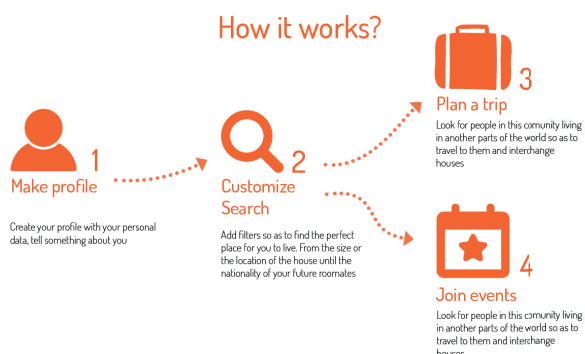 How it works?
1
Make profile
Create your profile with your personal
data, tell something about you
2
Customize
Search
Add filters so as to find the perfect
place for you to live. From the size or
the location of the house until the
nationality of your future roomates
3
Plan a trip
Look for people in this comunity living
in another parts of the world so as to
travel to them and interchange
houses
4
Join events
Look for people in this comunity living
in another parts of the world so as to
travel to them and interchange
houses